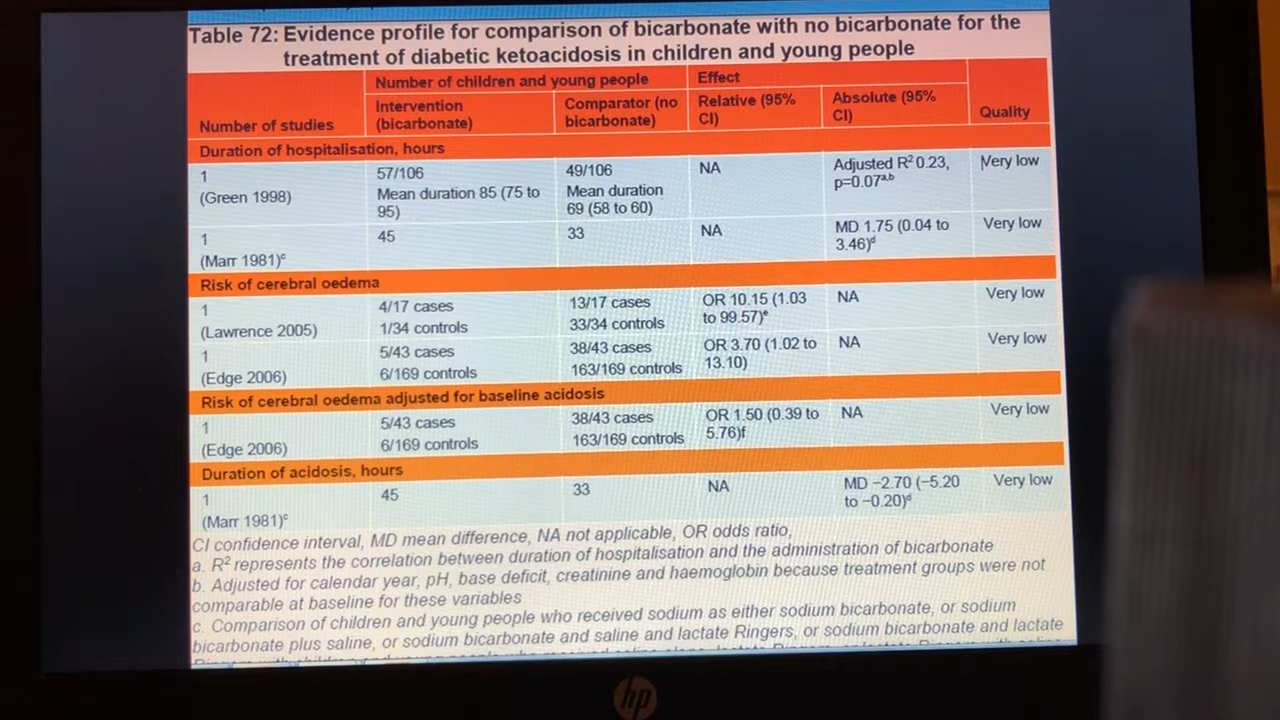 Table 72: Evidence profile for comparison of bicarbonate with no bicarbonate for the
treatment of diabetic ketoacidosis in children and young people
Number of children and young people Effect
Number of studies Intervention (bicarbonate) Comparator (no bicarbonate) Relative (95% CI) Absolute (95% CI) Quality
Duration of hospitalisation, hours
1 57/106 49/106 NA Adjusted R² 0.23, Very low
(Green 1998) Mean duration 85 (75 to 95) Mean duration 69 (58 to 60) p=0.07a,b
1 45 33 NA MD 1.75 (0.04 to 3.46)d Very low
(Marr 1981)c
Risk of cerebral oedema
1 4/17 cases 13/17 cases OR 10.15 (1.03 NA Very low
(Lawrence 2005) 1/34 controls 33/34 controls to 99.57)e
1 5/43 cases 38/43 cases OR 3.70 (1.02 to NA Very low
(Edge 2006) 6/169 controls 163/169 controls 13.10)
Risk of cerebral oedema adjusted for baseline acidosis
1 5/43 cases 38/43 cases OR 1.50 (0.39 to NA Very low
(Edge 2006) 6/169 controls 163/169 controls 5.76)f
Duration of acidosis, hours
1 45 33 NA MD −2.70 (−5.20 Very low
(Marr 1981)c to −0.20)d
CI confidence interval, MD mean difference, NA not applicable, OR odds ratio,
a. R² represents the correlation between duration of hospitalisation and the administration of bicarbonate
b. Adjusted for calendar year, pH, base deficit, creatinine and haemoglobin because treatment groups were not
comparable at baseline for these variables
c. Comparison of children and young people who received sodium as either sodium bicarbonate, or sodium
bicarbonate plus saline, or sodium bicarbonate and saline and lactate Ringers, or sodium bicarbonate and lactate
hp